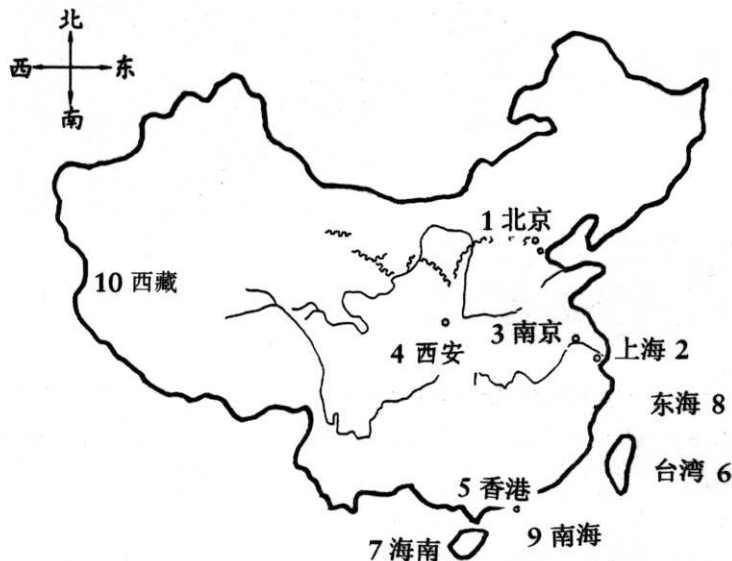 北
西 东
南
1 北京
10 西藏
3 南京
4 西安
上海 2
东海 8
台湾 6
5 香港
9 南海
7 海南